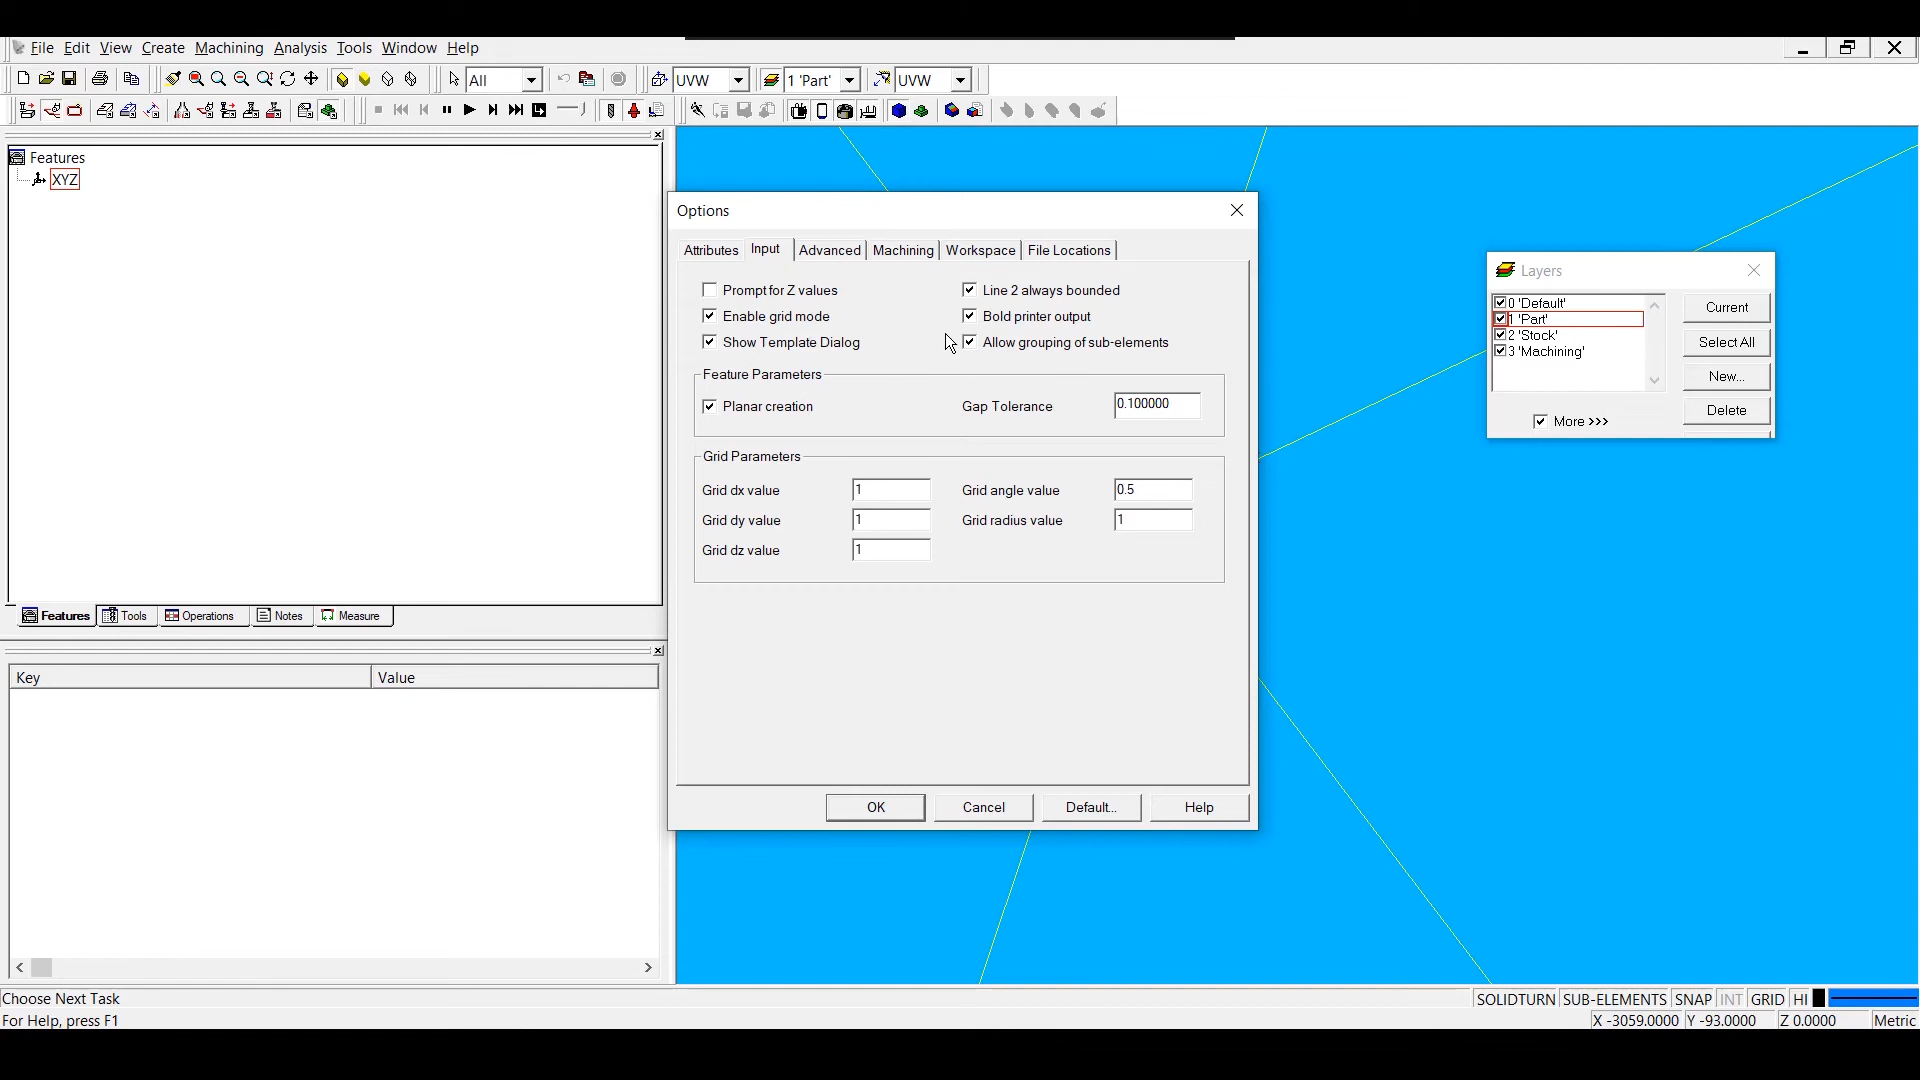 File Edit View Create Machining Analysis Tools Window Help
All UVW 1 'Part' UVW
Features
XYZ
Features Tools Operations Notes Measure
Key Value
Options
Attributes Input Advanced Machining Workspace File Locations
Prompt for Z values Line 2 always bounded
Enable grid mode Bold printer output
Show Template Dialog Allow grouping of sub-elements
Feature Parameters
Planar creation Gap Tolerance 0.100000
Grid Parameters
Grid dx value 1 Grid angle value 0.5
Grid dy value 1 Grid radius value 1
Grid dz value 1
OK Cancel Default... Help
Layers
0 'Default'
1 'Part'
2 'Stock'
3 'Machining'
Current
Select All
New...
Delete
More >>>
Choose Next Task SOLIDTURN SUB-ELEMENTS SNAP INT GRID HI
For Help, press F1 X -3059.0000 Y -93.0000 Z 0.0000 Metric